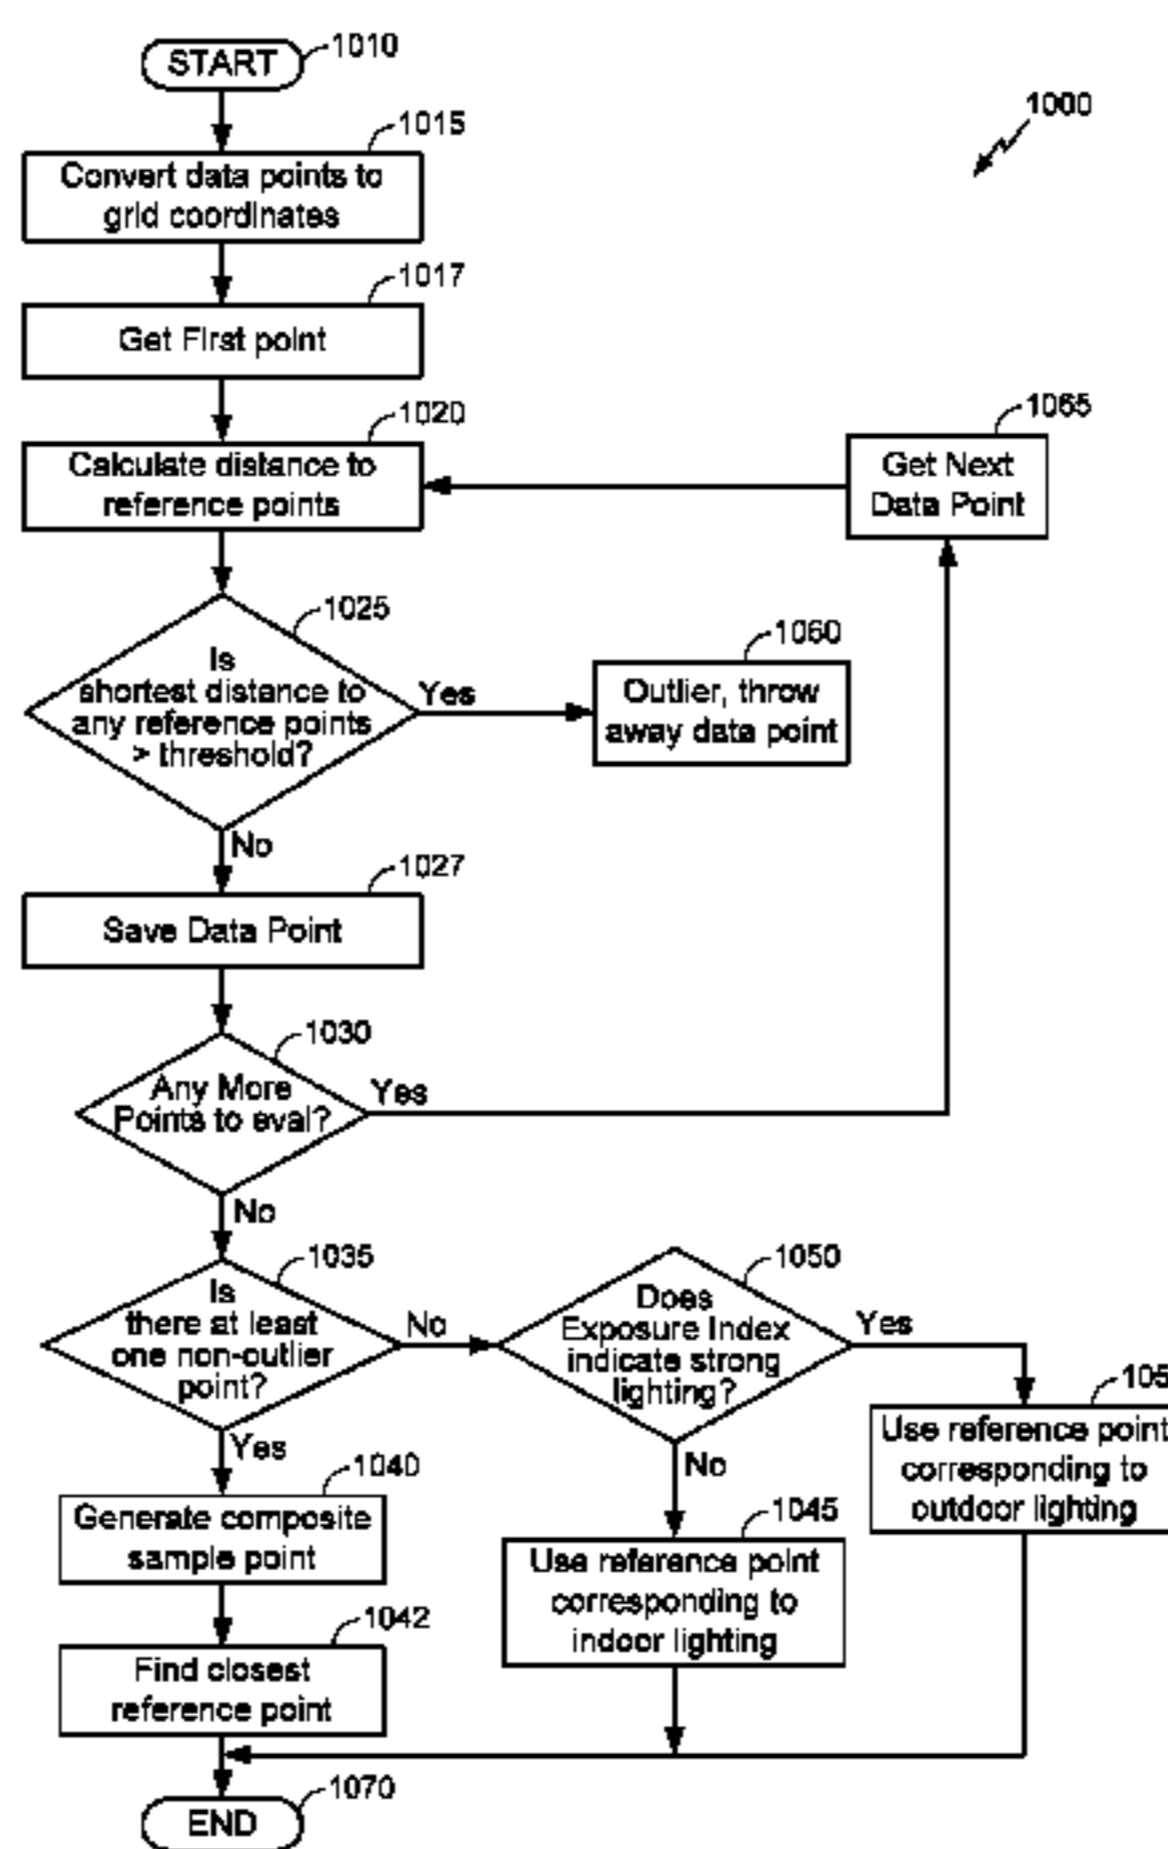 START
1010
1000
1015
Convert data points to
grid coordinates
1017
Get First point
1020
Calculate distance to
reference points
1065
Get Next
Data Point
1025
Is
shortest distance to
any reference points
> threshold?
Yes
1060
Outlier, throw
away data point
No
1027
Save Data Point
1030
Any More
Points to eval?
Yes
No
1035
Is
there at least
one non-outlier
point?
No
1050
Does
Exposure Index
indicate strong
lighting?
Yes
105
Use reference point
corresponding to
outdoor lighting
Yes
1040
Generate composite
sample point
No
1045
Use reference point
corresponding to
indoor lighting
1042
Find closest
reference point
1070
END